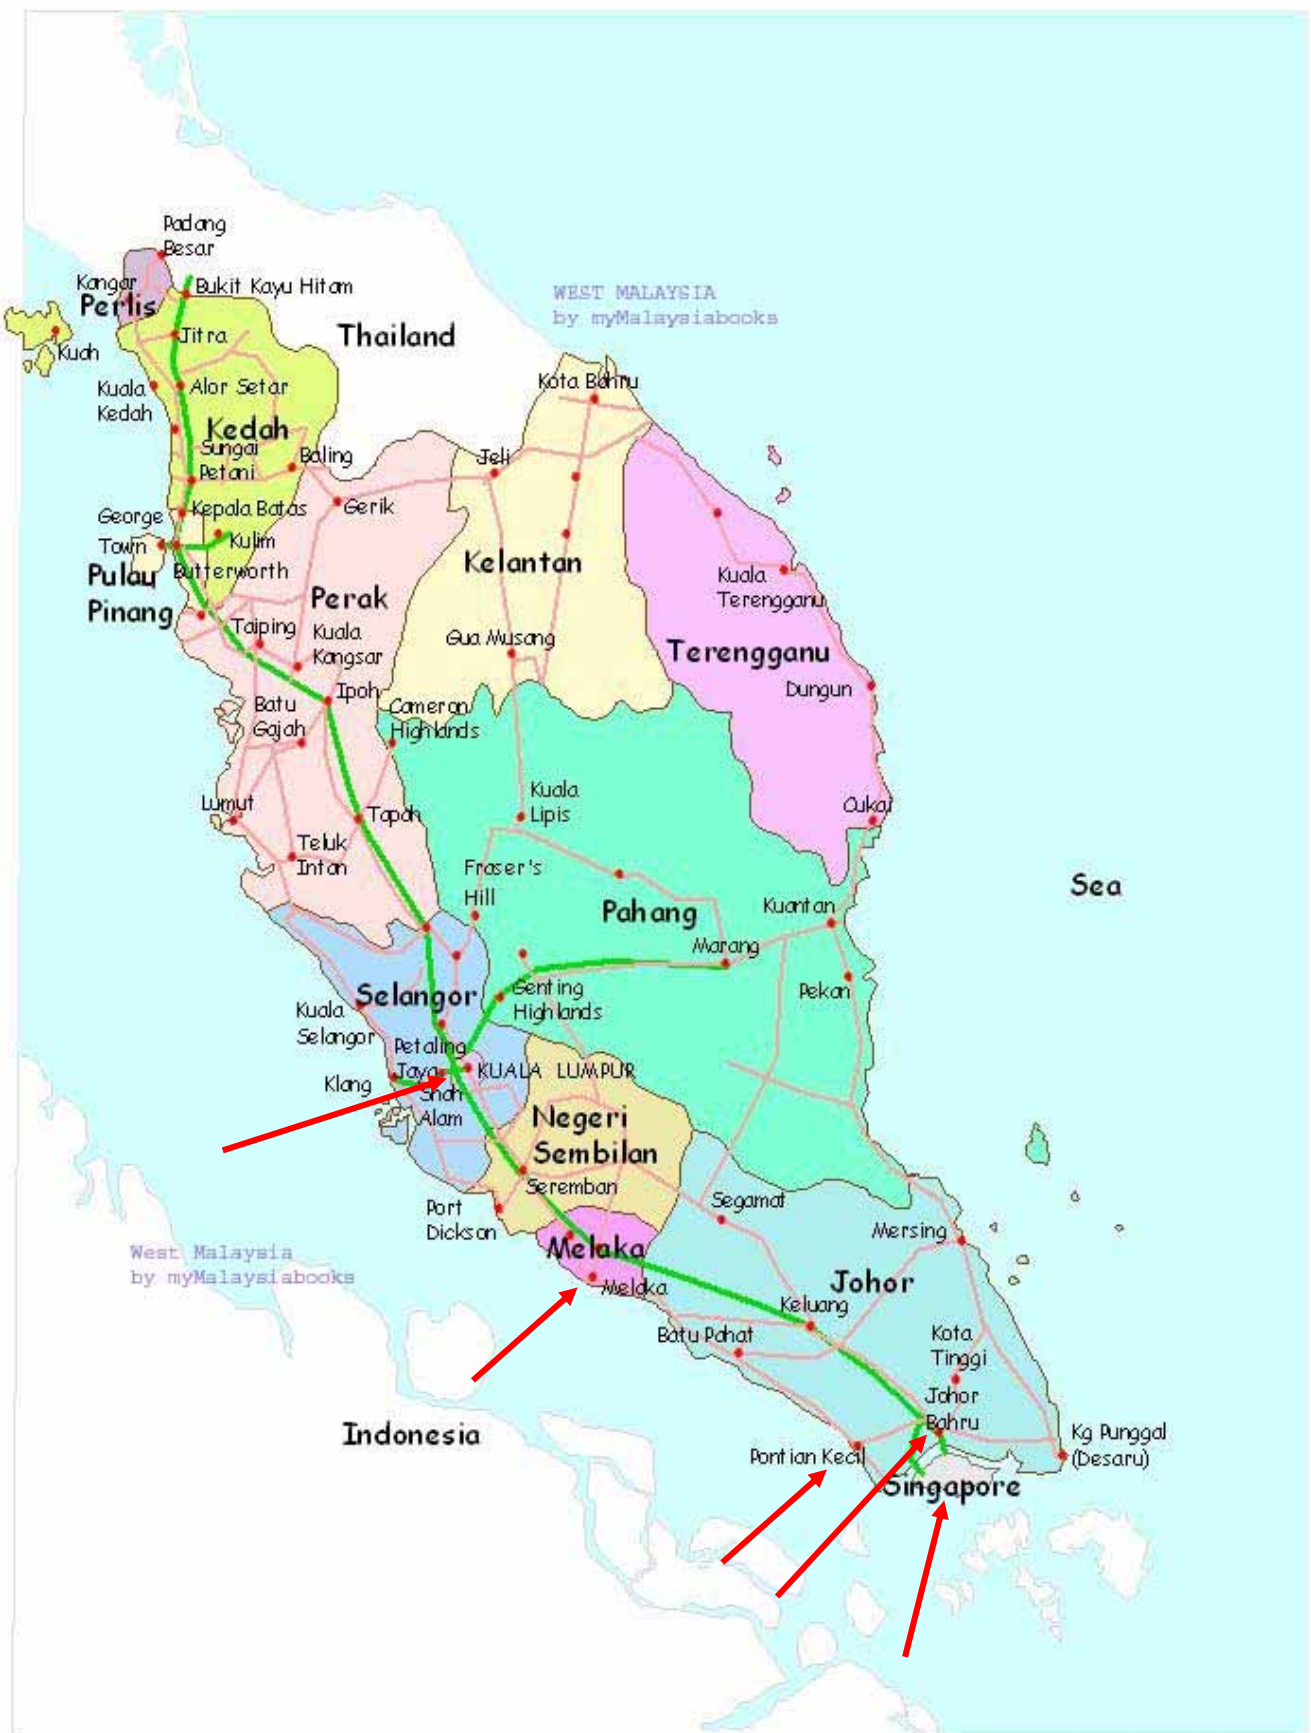 Padang
Besar
Kangar
Perlis
Bukit Kayu Hitam
WEST MALAYSIA
by myMalaysiabooks
Thailand
Jitra
Kuah
Kuala
Kedah
Alor Setar
Kota Bahru
Kedah
Sungai
Petani
Baling
Jeli
Gerik
George
Town
Kepala Batas
Kulim
Butterworth
Pulau
Pinang
Kelantan
Kuala
Terengganu
Perak
Taiping
Kuala
Kangsar
Gua Musang
Terengganu
Dungun
Ipoh
Batu
Gajah
Cameron
Highlands
Lumut
Tapah
Kuala
Lipis
Cukai
Teluk
Intan
Fraser's
Hill
Pahang
Kuantan
Sea
Marang
Pekan
Selangor
Genting
Highlands
Kuala
Selangor
Petaling
Jaya
KUALA LUMPUR
Klang
Shah
Alam
Negeri
Sembilan
Seremban
Port
Dickson
Segamat
Mersing
West Malaysia
by myMalaysiabooks
Melaka
Melaka
Johor
Keluang
Batu Pahat
Kota
Tinggi
Johor
Bahru
Indonesia
Pontian Kecil
Kg Punggal
(Desaru)
Singapore